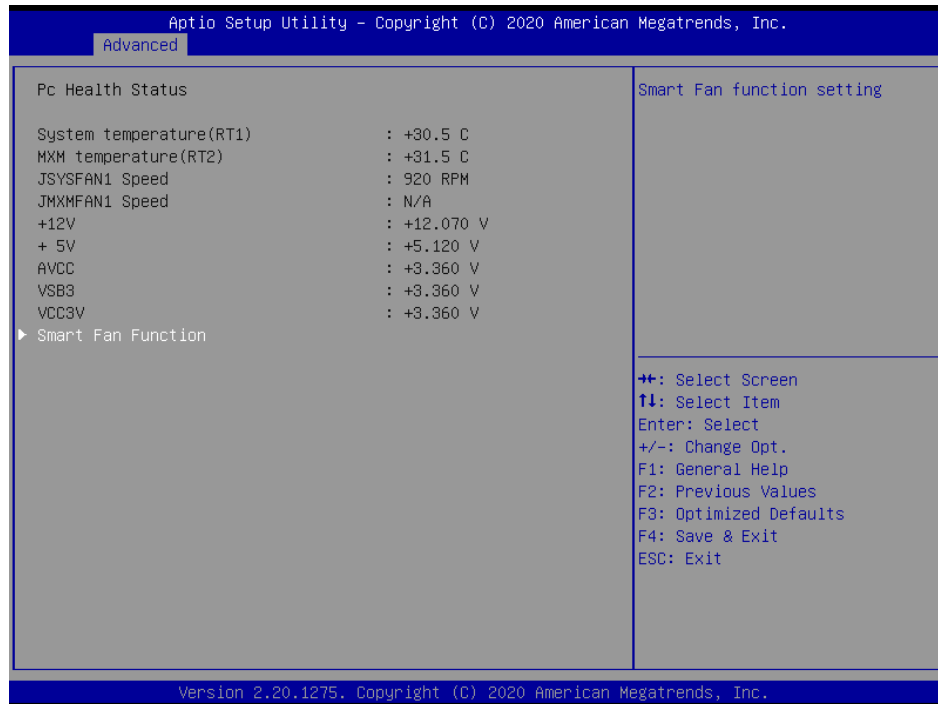 Aptio Setup Utility – Copyright (C) 2020 American Megatrends, Inc.
Advanced
Pc Health Status
System temperature(RT1) : +30.5 C
MXM temperature(RT2) : +31.5 C
JSYSFAN1 Speed : 920 RPM
JMXMFAN1 Speed : N/A
+12V : +12.070 V
+ 5V : +5.120 V
AVCC : +3.360 V
VSB3 : +3.360 V
VCC3V : +3.360 V
Smart Fan Function
Smart Fan function setting
→←: Select Screen
↑↓: Select Item
Enter: Select
+/-: Change Opt.
F1: General Help
F2: Previous Values
F3: Optimized Defaults
F4: Save & Exit
ESC: Exit
Version 2.20.1275. Copyright (C) 2020 American Megatrends, Inc.